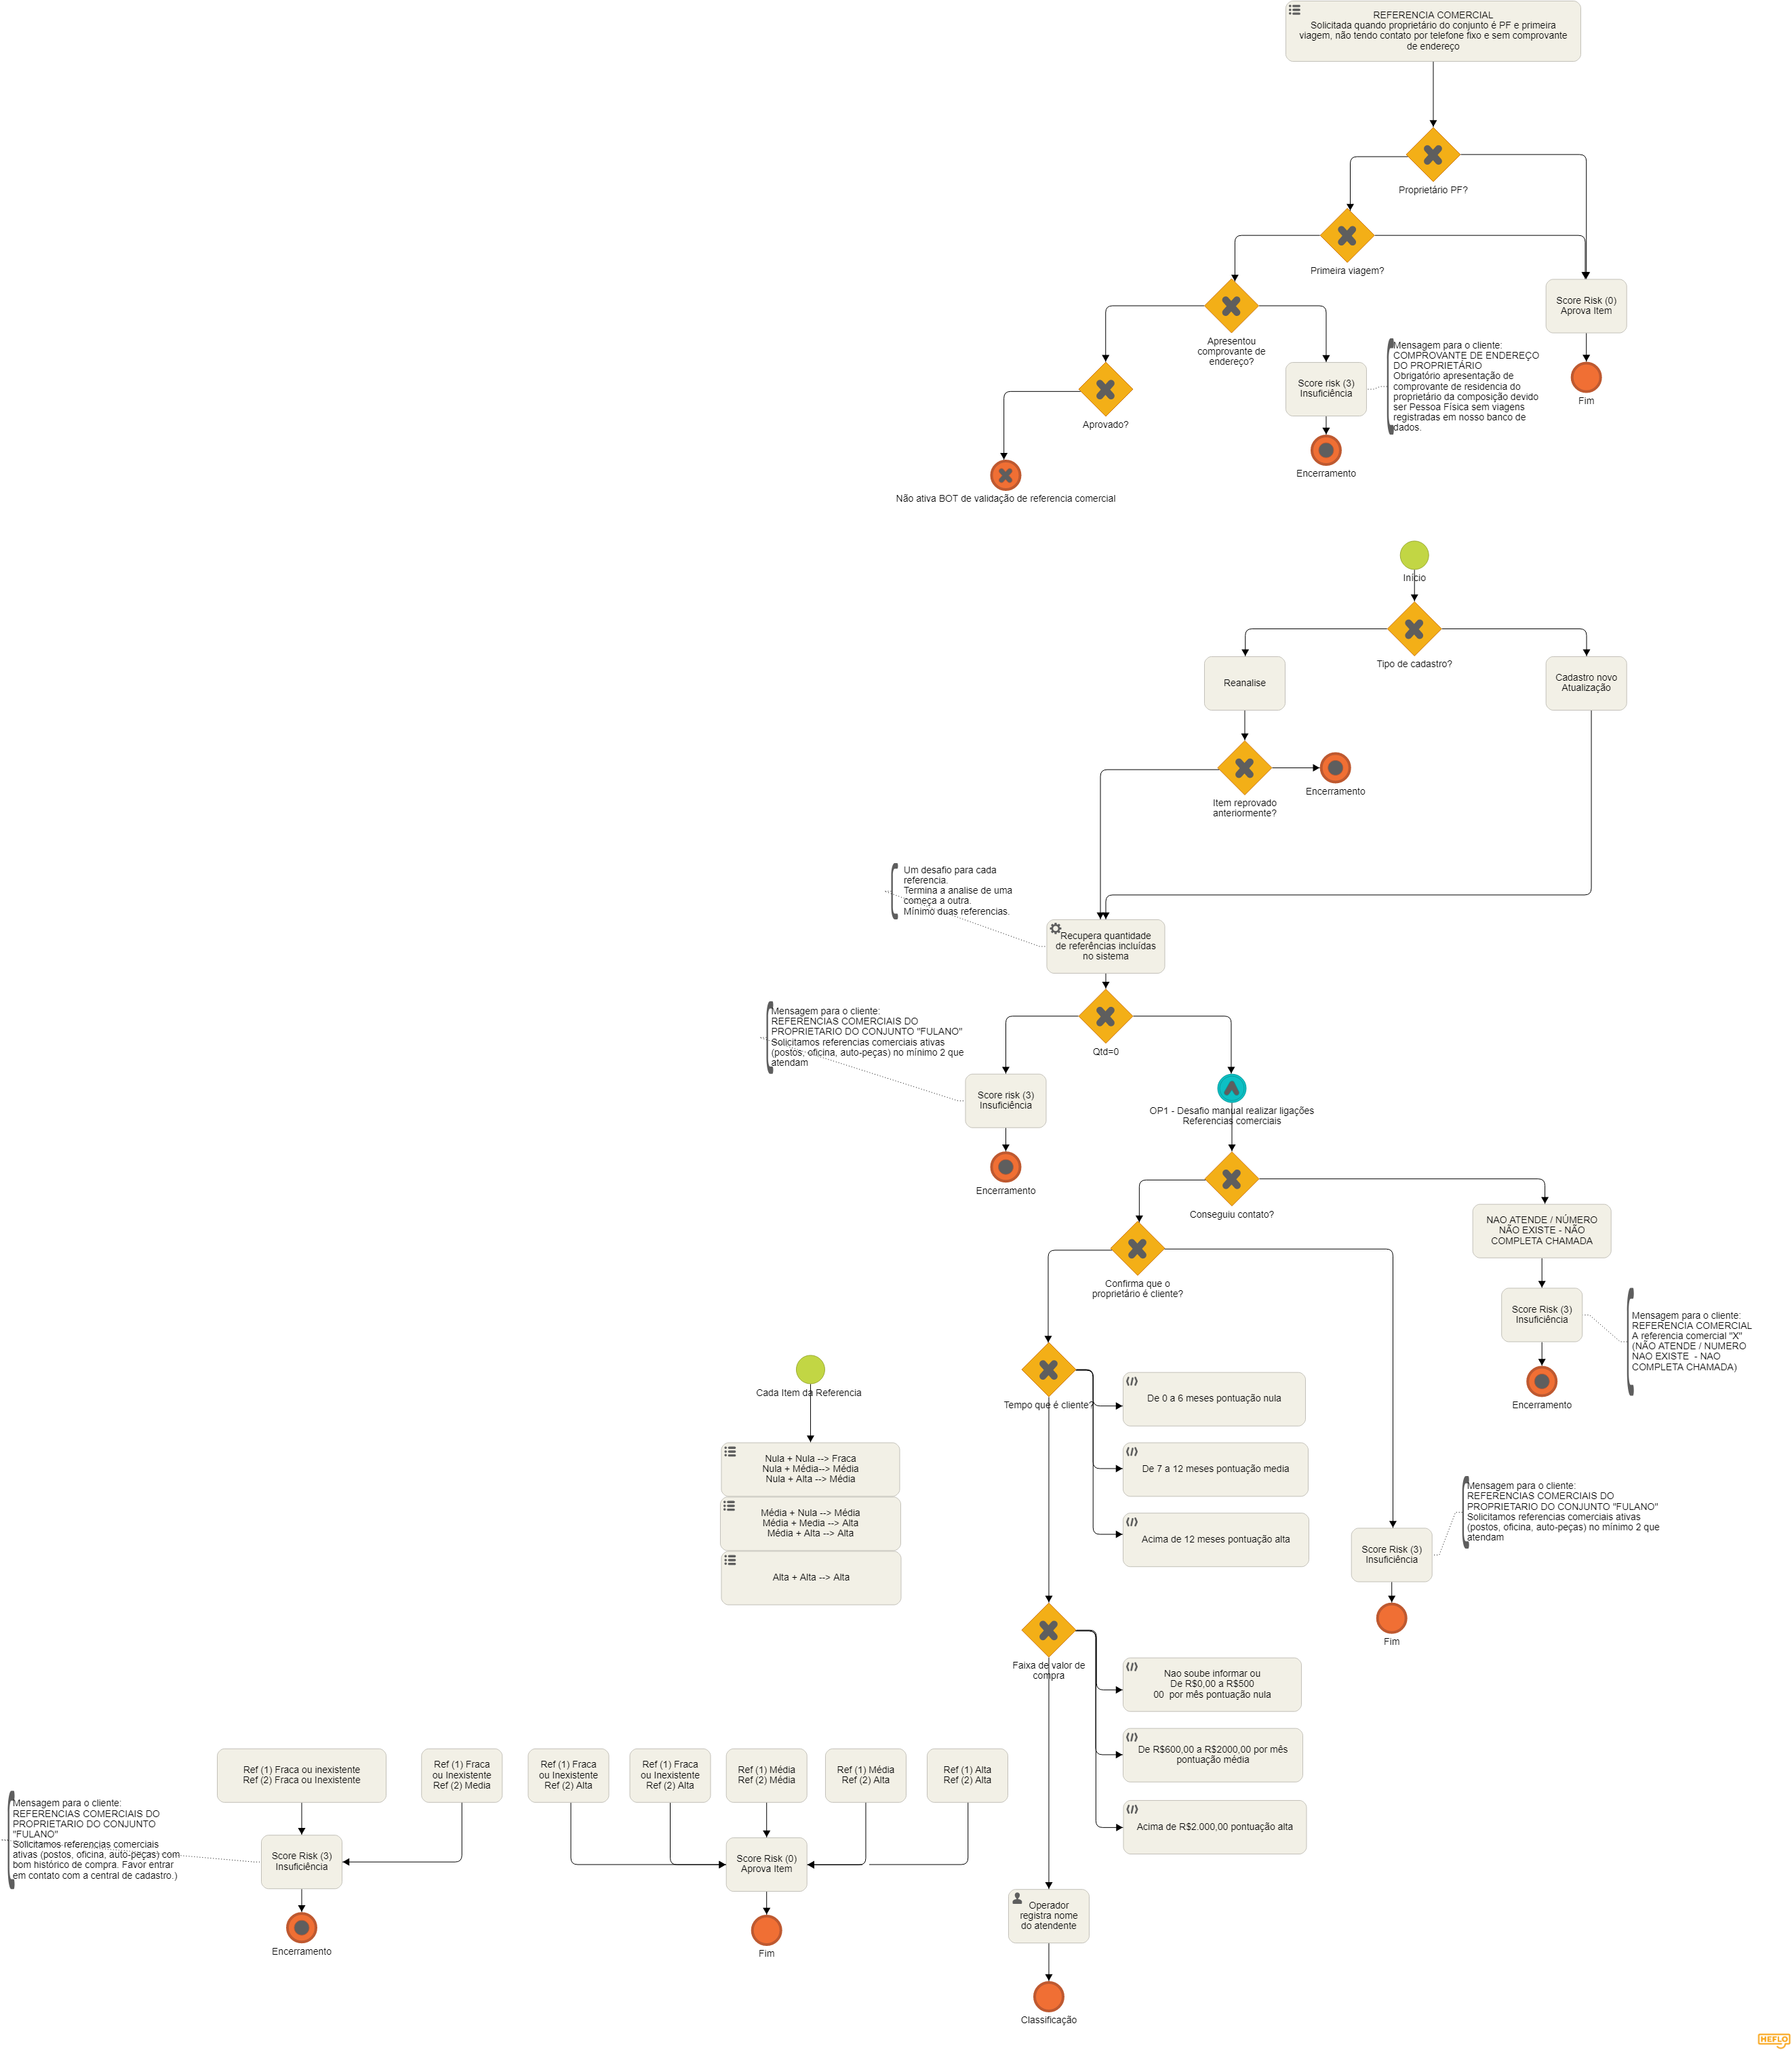 REFERENCIA COMERCIAL
Solicitada quando proprietário do conjunto é PF e primeira
viagem, não tendo contato por telefone fixo e sem comprovante
de endereço
Proprietário PF?
Primeira viagem?
Score Risk (0)
Aprova Item
Fim
Apresentou
comprovante de
endereço?
Mensagem para o cliente:
COMPROVANTE DE ENDEREÇO
DO PROPRIETÁRIO
Obrigatório apresentação de
comprovante de residencia do
proprietário da composição devido
ser Pessoa Física sem viagens
registradas em nosso banco de
dados.
Score risk (3)
Insuficiência
Encerramento
Aprovado?
Não ativa BOT de validação de referencia comercial
Início
Tipo de cadastro?
Reanalise
Cadastro novo
Atualização
Item reprovado
anteriormente?
Encerramento
Um desafio para cada
referencia.
Termina a analise de uma
começa a outra.
Mínimo duas referencias.
Recupera quantidade
de referências incluídas
no sistema
Mensagem para o cliente:
REFERENCIAS COMERCIAIS DO
PROPRIETARIO DO CONJUNTO "FULANO"
Solicitamos referencias comerciais ativas
(postos, oficina, auto-peças) no mínimo 2 que
atendam
Qtd=0
Score risk (3)
Insuficiência
Encerramento
OP1 - Desafio manual realizar ligações
Referencias comerciais
Conseguiu contato?
NAO ATENDE / NÚMERO
NÃO EXISTE - NÃO
COMPLETA CHAMADA
Confirma que o
proprietário é cliente?
Score Risk (3)
Insuficiência
Mensagem para o cliente:
REFERENCIA COMERCIAL
A referencia comercial "X"
(NÃO ATENDE / NUMERO
NAO EXISTE - NAO
COMPLETA CHAMADA)
Encerramento
Cada Item da Referencia
Tempo que é cliente?
De 0 a 6 meses pontuação nula
De 7 a 12 meses pontuação media
Acima de 12 meses pontuação alta
Nula + Nula --> Fraca
Nula + Média--> Média
Nula + Alta --> Média
Média + Nula --> Média
Média + Media --> Alta
Média + Alta --> Alta
Alta + Alta --> Alta
Mensagem para o cliente:
REFERENCIAS COMERCIAIS DO
PROPRIETARIO DO CONJUNTO "FULANO"
Solicitamos referencias comerciais ativas
(postos, oficina, auto-peças) no mínimo 2 que
atendam
Score Risk (3)
Insuficiência
Fim
Faixa de valor de
compra
Nao soube informar ou
De R$0,00 a R$500
00  por mês pontuação nula
De R$600,00 a R$2000,00 por mês
pontuação média
Acima de R$2.000,00 pontuação alta
Ref (1) Fraca ou inexistente
Ref (2) Fraca ou Inexistente
Ref (1) Fraca
ou Inexistente
Ref (2) Media
Ref (1) Fraca
ou Inexistente
Ref (2) Alta
Ref (1) Fraca
ou Inexistente
Ref (2) Alta
Ref (1) Média
Ref (2) Média
Ref (1) Média
Ref (2) Alta
Ref (1) Alta
Ref (2) Alta
Mensagem para o cliente:
REFERENCIAS COMERCIAIS DO
PROPRIETARIO DO CONJUNTO
"FULANO"
Solicitamos referencias comerciais
ativas (postos, oficina, auto-peças) com
bom histórico de compra. Favor entrar
em contato com a central de cadastro.)
Score Risk (3)
Insuficiência
Encerramento
Score Risk (0)
Aprova Item
Fim
Operador
registra nome
do atendente
Classificação
HEFLO